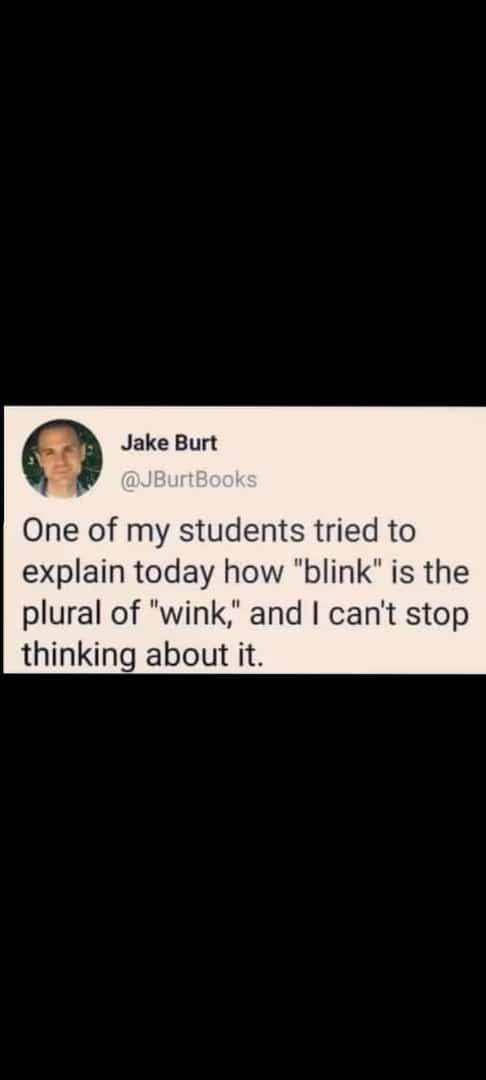 Jake Burt
@JBurtBooks
One of my students tried to
explain today how "blink" is the
plural of "wink," and I can't stop
thinking about it.